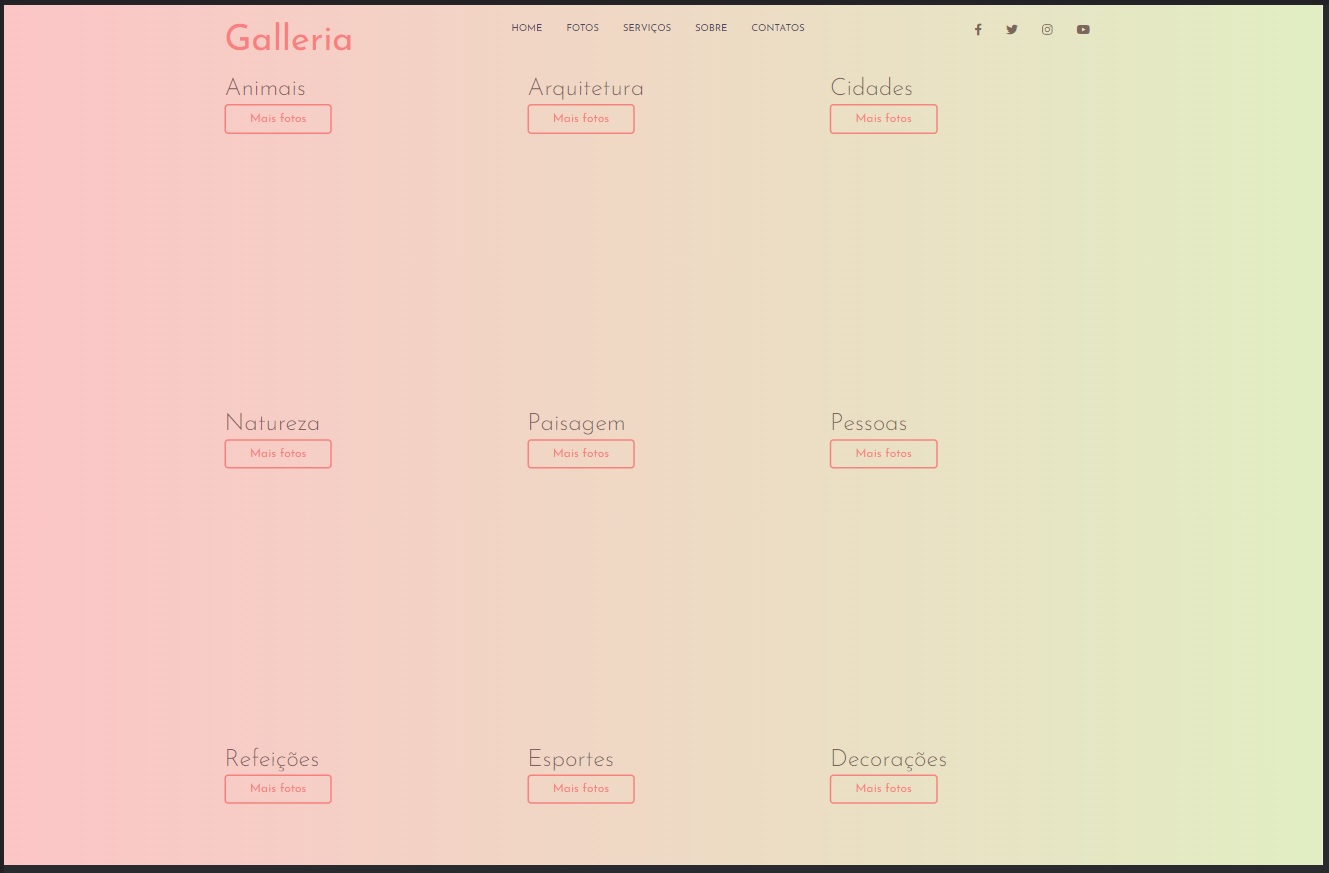 Galleria
HOME FOTOS SERVIÇOS SOBRE CONTATOS
Animais Arquitetura Cidades
Mais fotos Mais fotos Mais fotos
Natureza Paisagem Pessoas
Mais fotos Mais fotos Mais fotos
Refeições Esportes Decorações
Mais fotos Mais fotos Mais fotos